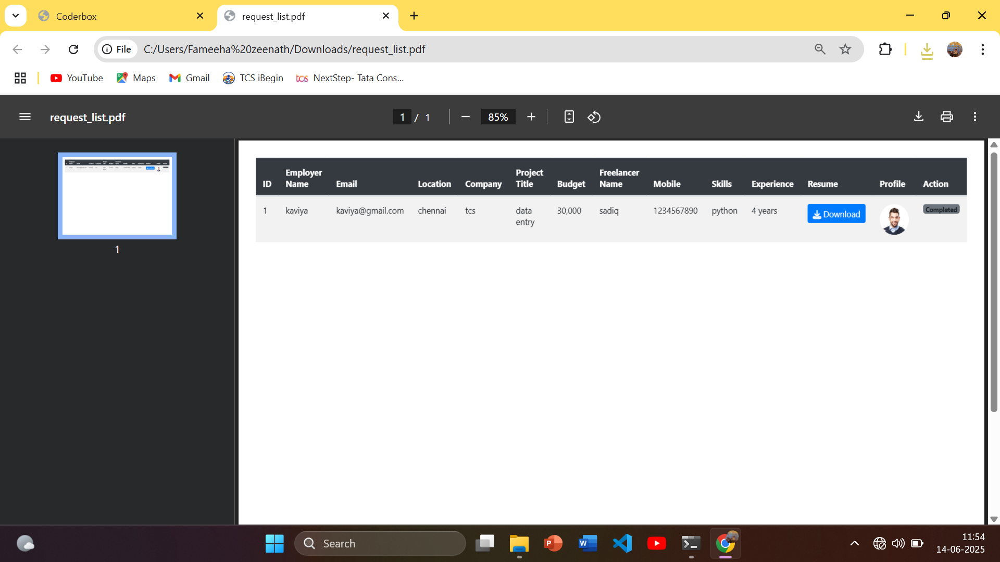 Coderbox
request_list.pdf
File
C:/Users/Fameeha%20zeenath/Downloads/request_list.pdf
YouTube
Maps
Gmail
TCS iBegin
tcs
NextStep- Tata Cons...
request_list.pdf
1 / 1
85%
1
ID Employer Name Email Location Company Project Title Budget Freelancer Name Mobile Skills Experience Resume Profile Action
1 kaviya kaviya@gmail.com chennai tcs data entry 30,000 sadiq 1234567890 python 4 years Download Completed
Search
11:54
14-06-2025